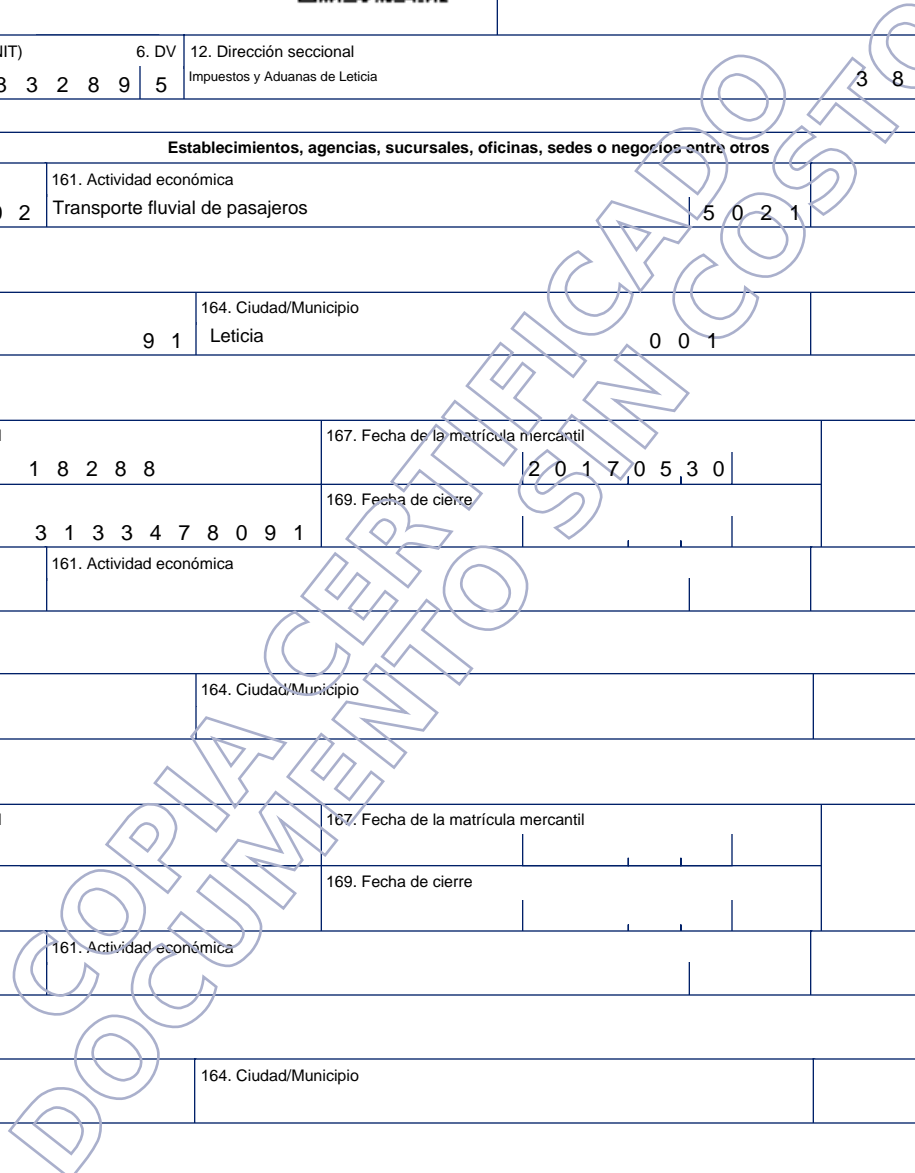 NIT) 6. DV 12. Dirección seccional
3 3 2 8 9 5 Impuestos y Aduanas de Leticia 3 8
Establecimientos, agencias, sucursales, oficinas, sedes o negocios entre otros
161. Actividad económica
2 Transporte fluvial de pasajeros 5 0 2 1
164. Ciudad/Municipio
9 1 Leticia 0 0 1
167. Fecha de la matrícula mercantil
1 8 2 8 8 2 0 1 7 0 5 3 0
169. Fecha de cierre
3 1 3 3 4 7 8 0 9 1
161. Actividad económica
164. Ciudad/Municipio
167. Fecha de la matrícula mercantil
169. Fecha de cierre
161. Actividad económica
164. Ciudad/Municipio
COPIA CERTIFICADO
DOCUMENTO SIN COSTO